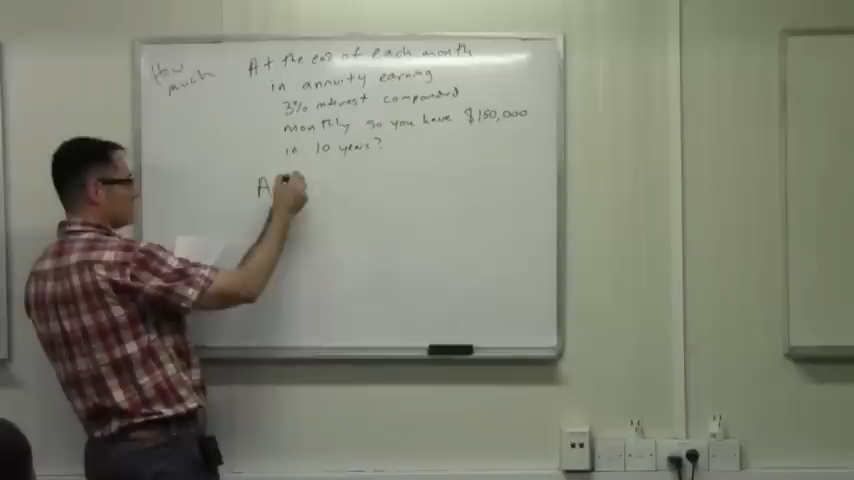 How much
At the end of each month
in annuity earning
3% interest compounded
monthly so you have $150,000
in 10 years?
A